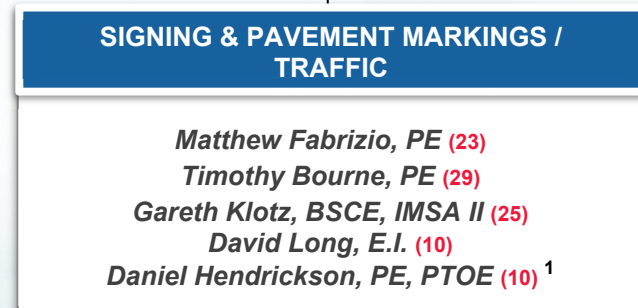 SIGNING & PAVEMENT MARKINGS /
TRAFFIC
Matthew Fabrizio, PE (23)
Timothy Bourne, PE (29)
Gareth Klotz, BSCE, IMSA II (25)
David Long, E.I. (10)
Daniel Hendrickson, PE, PTOE (10) 1